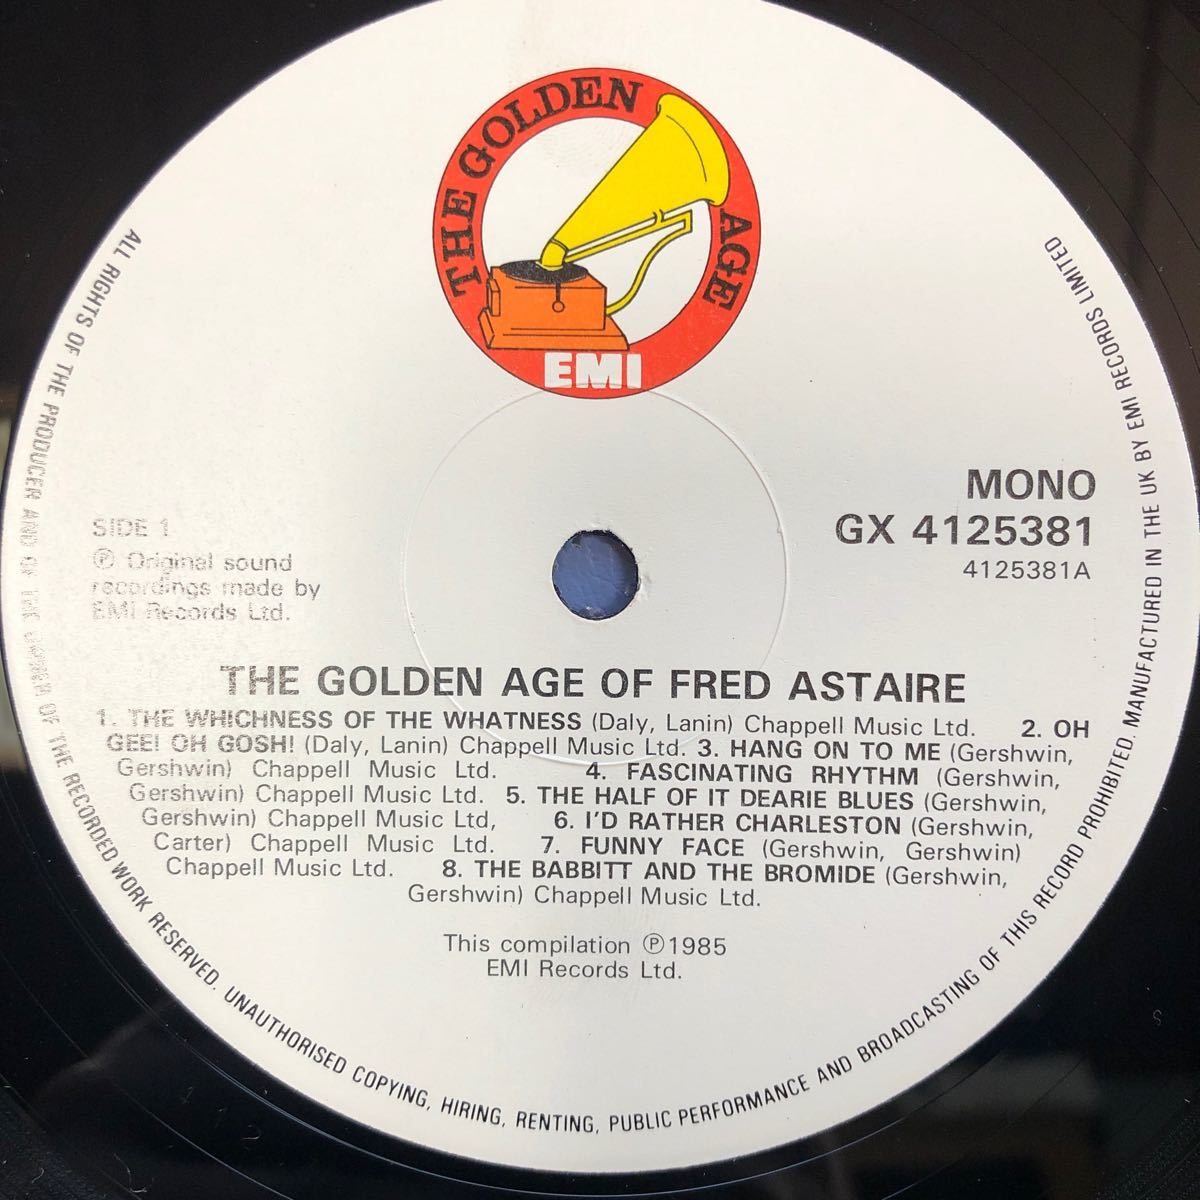 THE GOLDEN AGE
EMI
MONO
GX 4125381
4125381A
SIDE 1
Ⓟ Original sound
recordings made by
EMI Records Ltd.
THE GOLDEN AGE OF FRED ASTAIRE
1. THE WHICHNESS OF THE WHATNESS (Daly, Lanin) Chappell Music Ltd. 2. OH
GEE! OH GOSH! (Daly, Lanin) Chappell Music Ltd. 3. HANG ON TO ME (Gershwin,
Gershwin) Chappell Music Ltd. 4. FASCINATING RHYTHM (Gershwin,
Gershwin) Chappell Music Ltd. 5. THE HALF OF IT DEARIE BLUES (Gershwin,
Gershwin) Chappell Music Ltd, 6. I'D RATHER CHARLESTON (Gershwin,
Carter) Chappell Music Ltd. 7. FUNNY FACE (Gershwin, Gershwin)
Chappell Music Ltd. 8. THE BABBITT AND THE BROMIDE (Gershwin,
Gershwin) Chappell Music Ltd.
This compilation Ⓟ1985
EMI Records Ltd.
ALL RIGHTS OF THE PRODUCER AND OF THE OWNER OF THE RECORDED WORK RESERVED. UNAUTHORISED COPYING, HIRING, RENTING, PUBLIC PERFORMANCE AND BROADCASTING OF THIS RECORD PROHIBITED. MANUFACTURED IN THE UK BY EMI RECORDS LIMITED